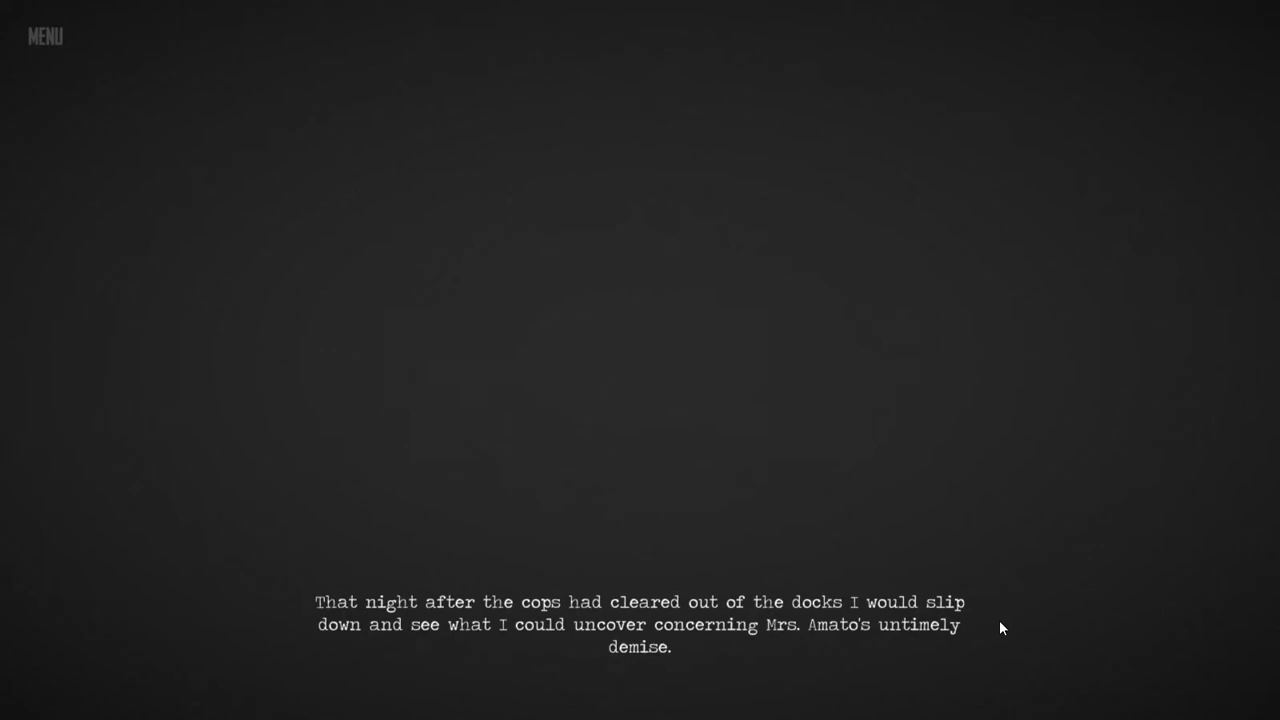 MENU
That night after the cops had cleared out of the docks I would slip
down and see what I could uncover concerning Mrs. Amato's untimely
demise.